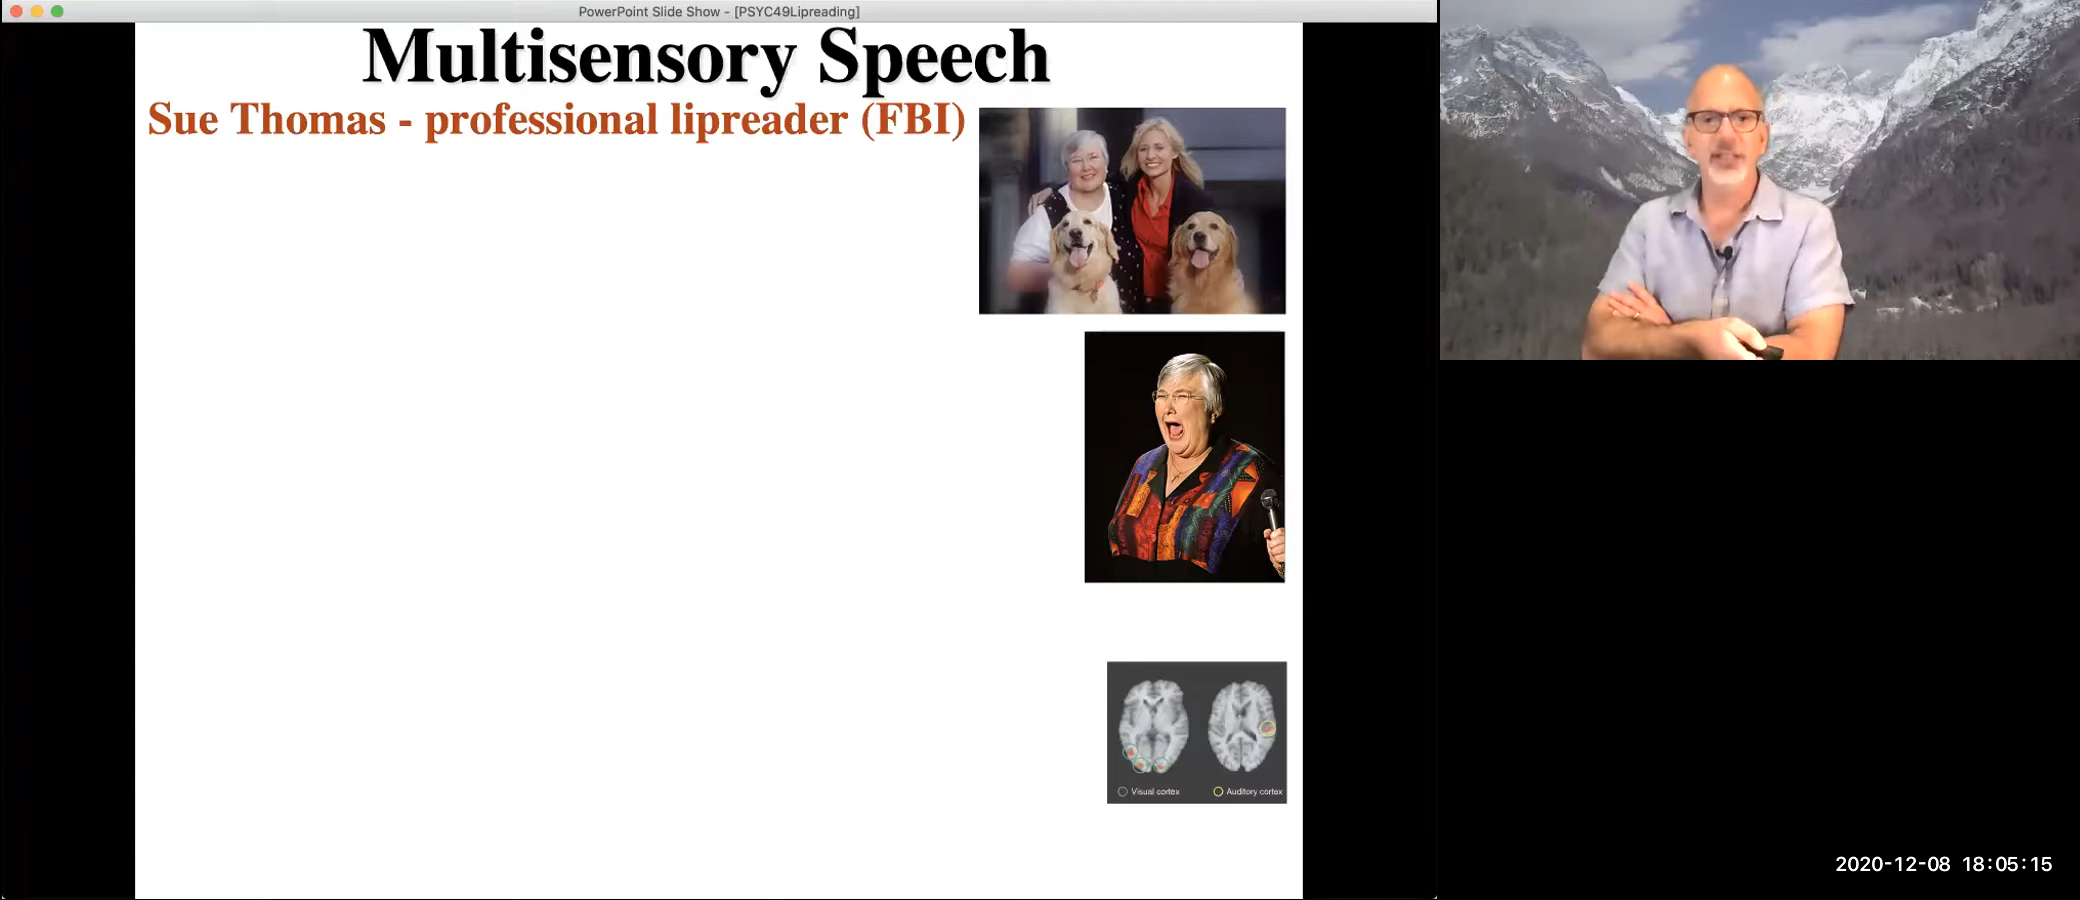 PowerPoint Slide Show - [PSYC49Lipreading]
Multisensory Speech
Sue Thomas - professional lipreader (FBI)
Visual cortex
Auditory cortex
2020-12-08 18:05:15